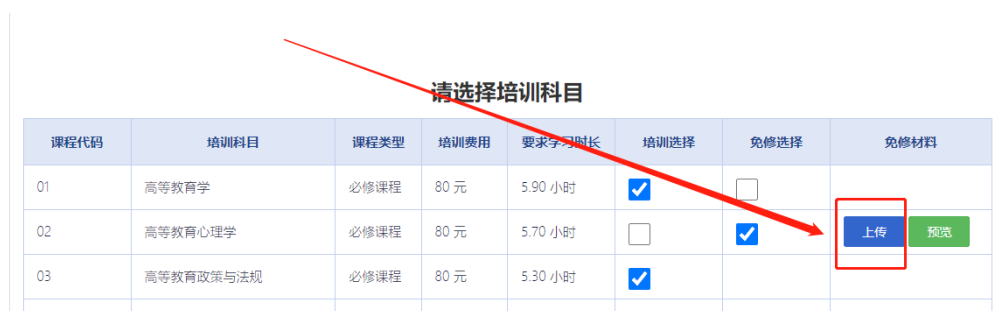 请选择培训科目
课程代码 培训科目 课程类型 培训费用 要求学习时长 培训选择 免修选择 免修材料
01 高等教育学 必修课程 80 元 5.90 小时
02 高等教育心理学 必修课程 80 元 5.70 小时 上传 预览
03 高等教育政策与法规 必修课程 80 元 5.30 小时